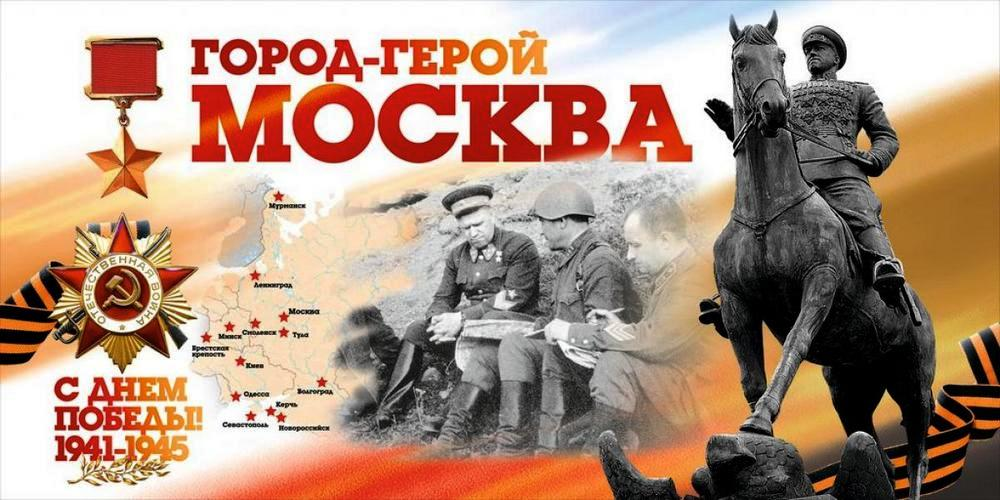 ГОРОД-ГЕРОЙ
МОСКВА
Мурманск
Ленинград
Москва
Смоленск
Минск
Тула
Брестская
крепость
Киев
Волгоград
Одесса
Керчь
Севастополь
Новороссийск
ОТЕЧЕСТВЕННАЯ ВОЙНА
С ДНЕМ
ПОБЕДЫ!
1941-1945